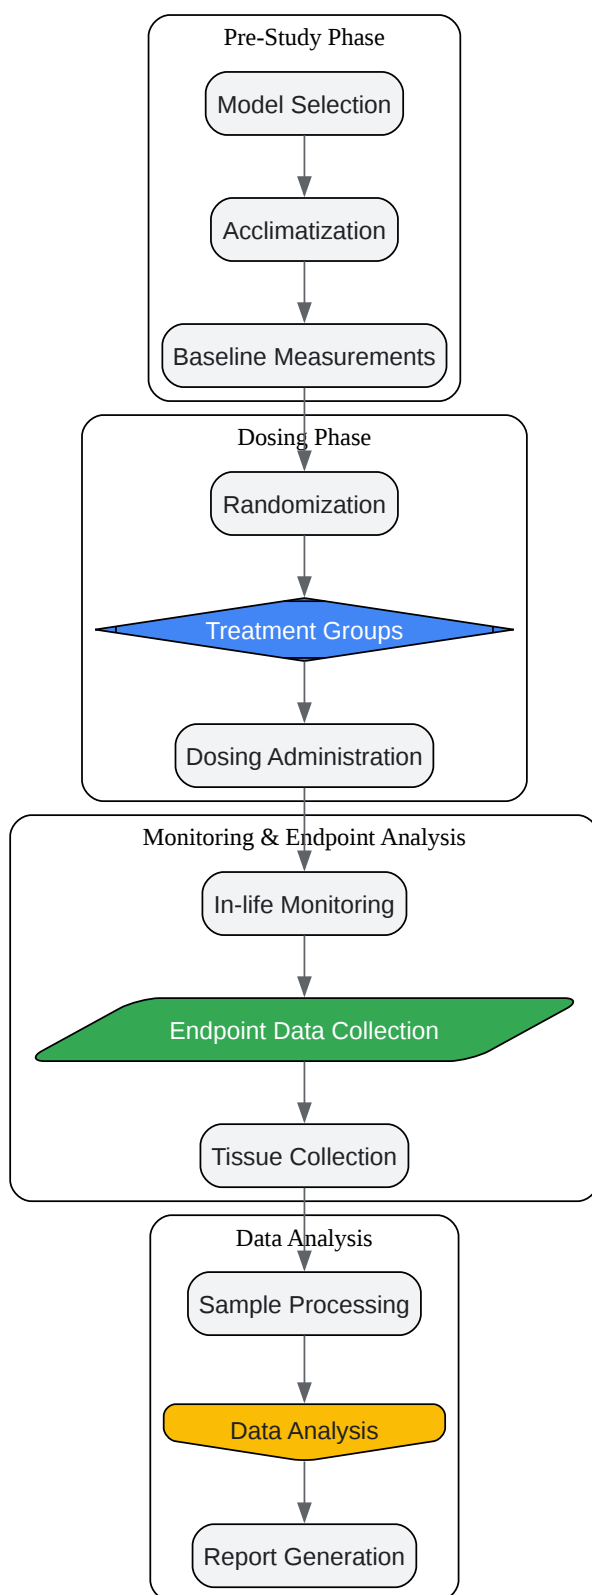 Pre-Study Phase
Model Selection
Acclimatization
Baseline Measurements
Dosing Phase
Randomization
Treatment Groups
Dosing Administration
Monitoring & Endpoint Analysis
In-life Monitoring
Endpoint Data Collection
Tissue Collection
Data Analysis
Sample Processing
Data Analysis
Report Generation